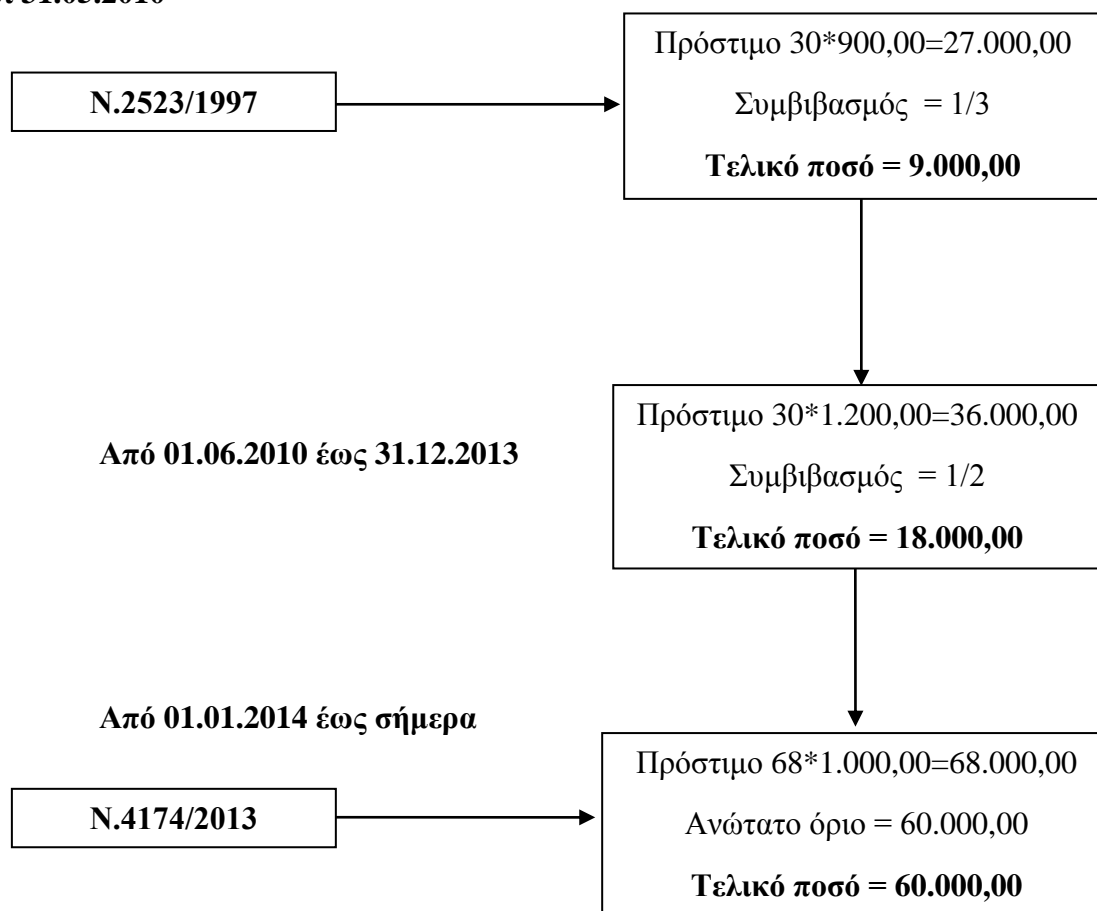 31.05.2010
Πρόστιμο 30*900,00=27.000,00
Ν.2523/1997
Συμβιβασμός = 1/3
Τελικό ποσό = 9.000,00
Πρόστιμο 30*1.200,00=36.000,00
Από 01.06.2010 έως 31.12.2013
Συμβιβασμός = 1/2
Τελικό ποσό = 18.000,00
Από 01.01.2014 έως σήμερα
Πρόστιμο 68*1.000,00=68.000,00
Ν.4174/2013
Ανώτατο όριο = 60.000,00
Τελικό ποσό = 60.000,00